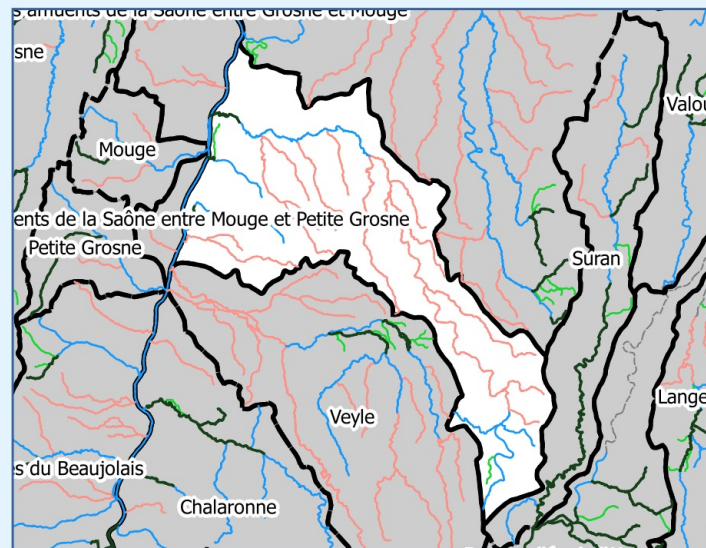 s affluents de la Saône entre Grosne et Mouge
sne
Valou
Mouge
ents de la Saône entre Mouge et Petite Grosne
Petite Grosne
Suran
Veyle
Lange
es du Beaujolais
Chalaronne